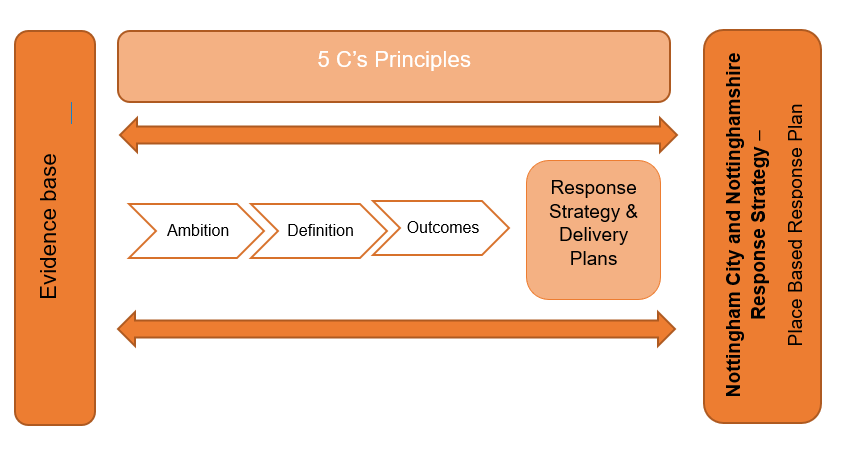 Evidence base
5 C's Principles
Ambition
Definition
Outcomes
Response
Strategy &
Delivery
Plans
Nottingham City and Nottinghamshire
Response Strategy –
Place Based Response Plan